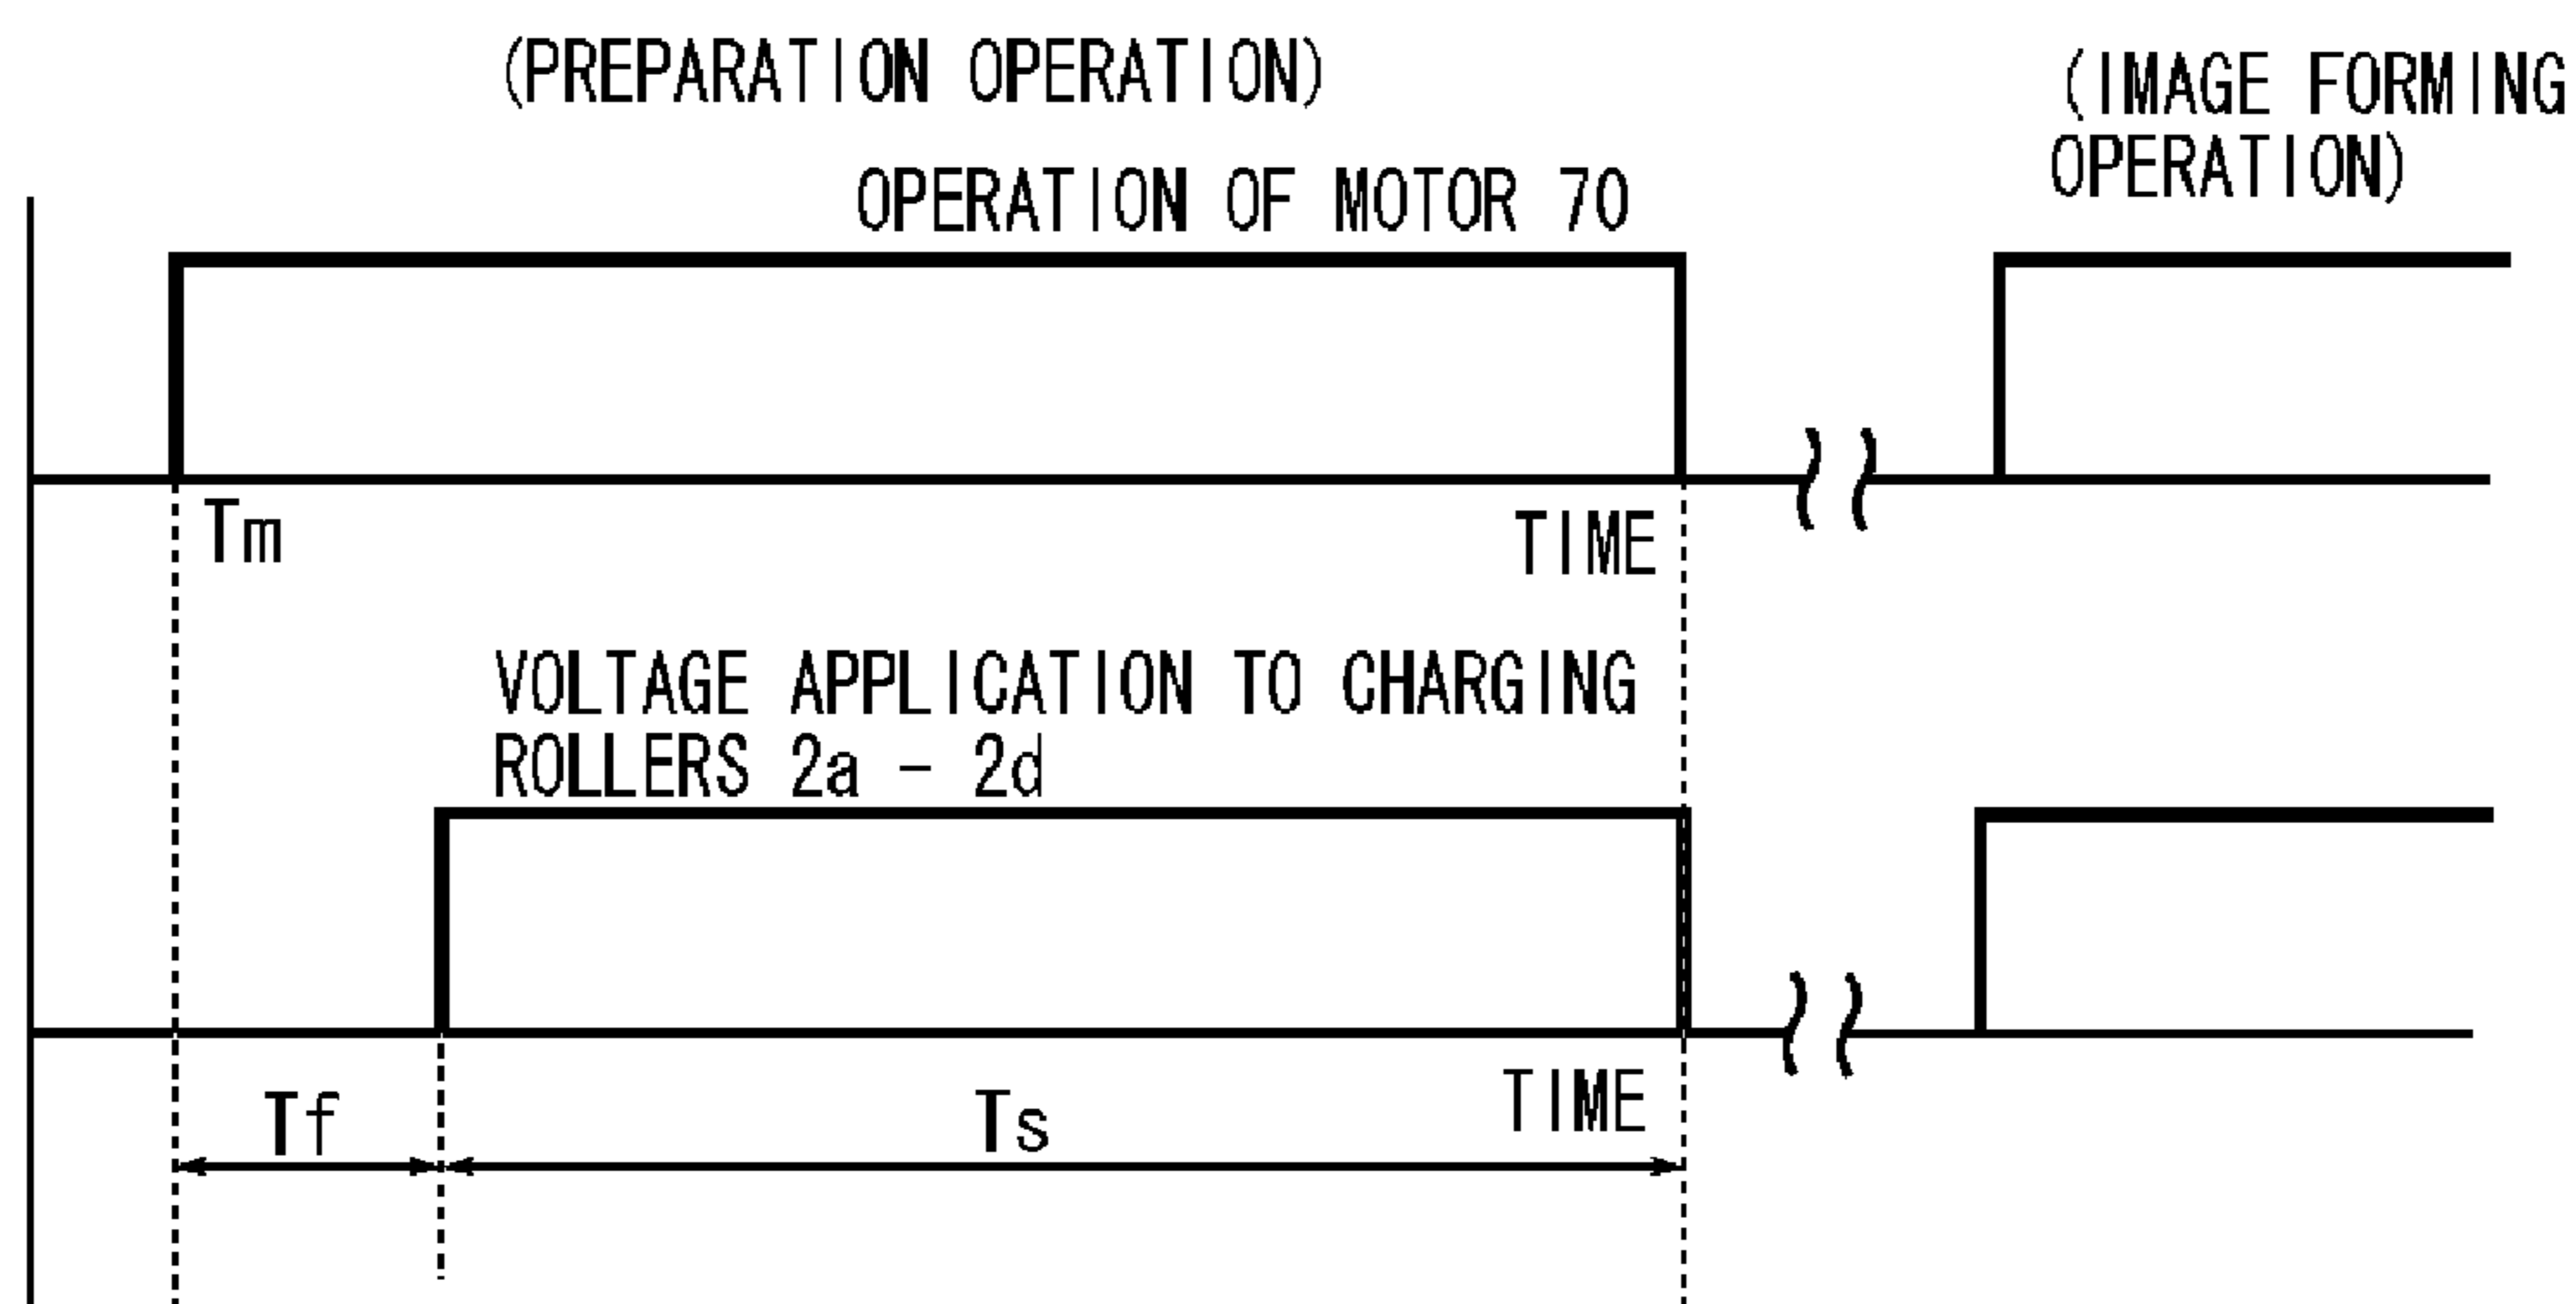 (PREPARATION OPERATION)
(IMAGE FORMING
OPERATION)
OPERATION OF MOTOR 70
Tm
TIME
VOLTAGE APPLICATION TO CHARGING
ROLLERS 2a - 2d
TIME
Tf
Ts